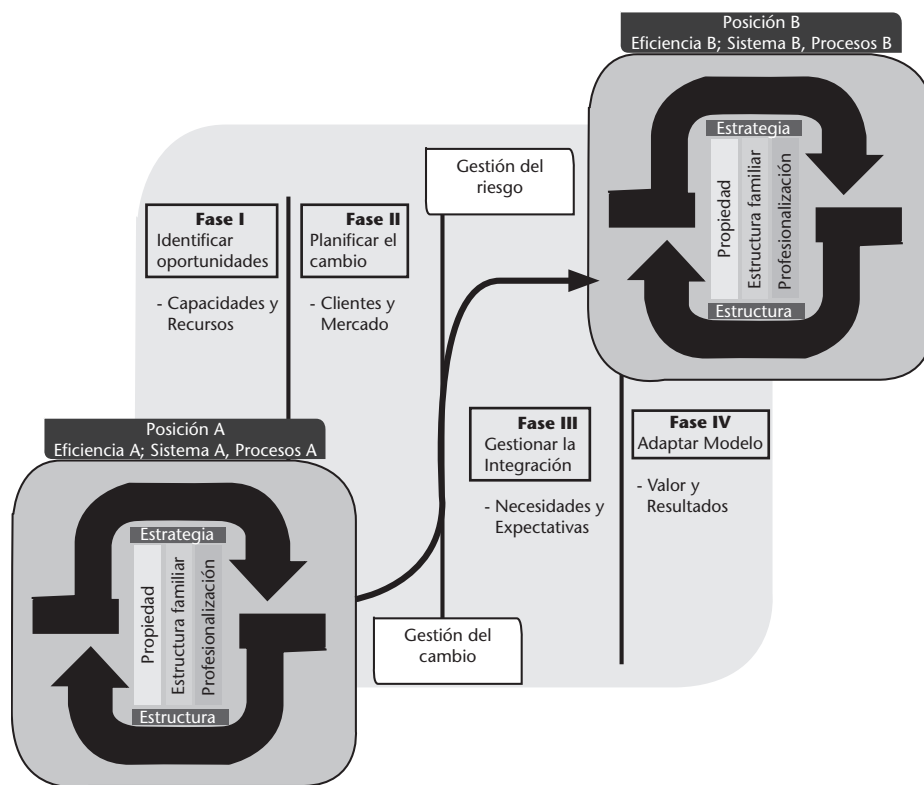 Posición B
Eficiencia B; Sistema B, Procesos B
Estrategia
Propiedad
Estructura familiar
Profesionalización
Estructura
Gestión del
riesgo
Fase I
Identificar
oportunidades
- Capacidades y
Recursos
Fase II
Planificar el
cambio
- Clientes y
Mercado
Fase III
Gestionar la
Integración
- Necesidades y
Expectativas
Fase IV
Adaptar Modelo
- Valor y
Resultados
Posición A
Eficiencia A; Sistema A, Procesos A
Estrategia
Propiedad
Estructura familiar
Profesionalización
Estructura
Gestión del
cambio